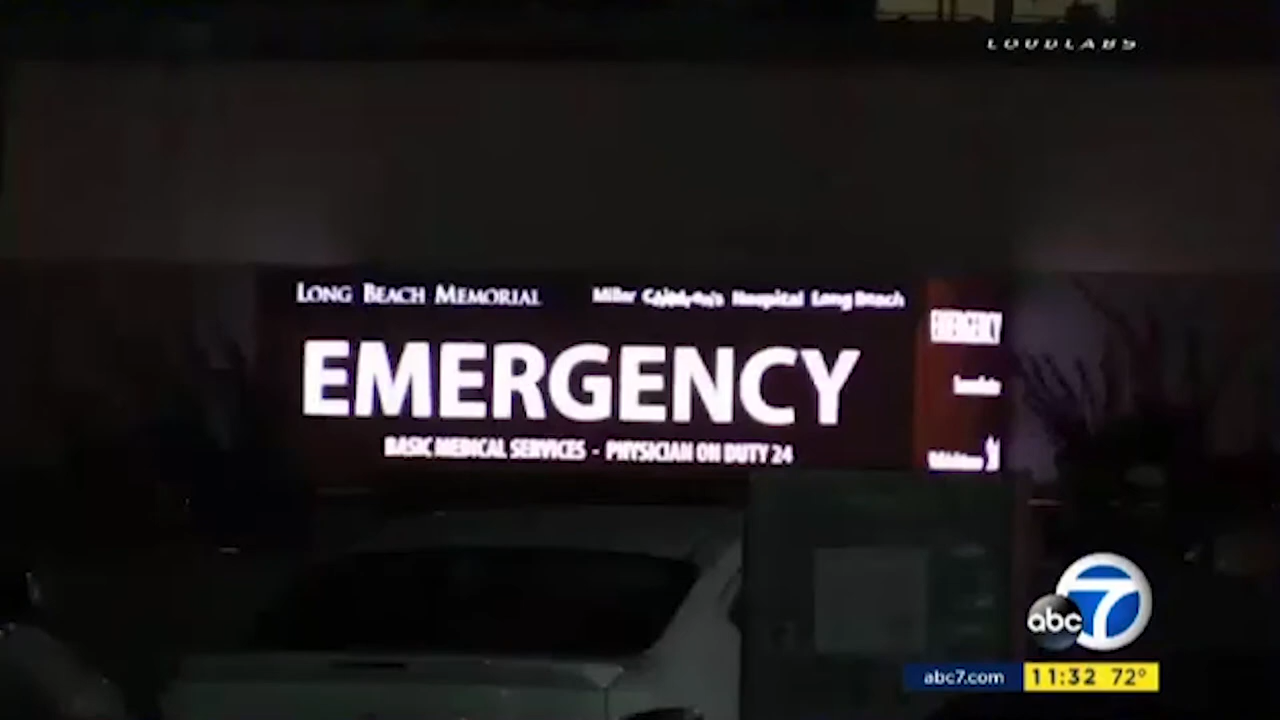 LOUDLABS
LONG BEACH MEMORIAL
Miller Children's Hospital Long Beach
EMERGENCY
EMERGENCY
BASIC MEDICAL SERVICES - PHYSICIAN ON DUTY 24
abc 7
abc7.com
11:32 72°